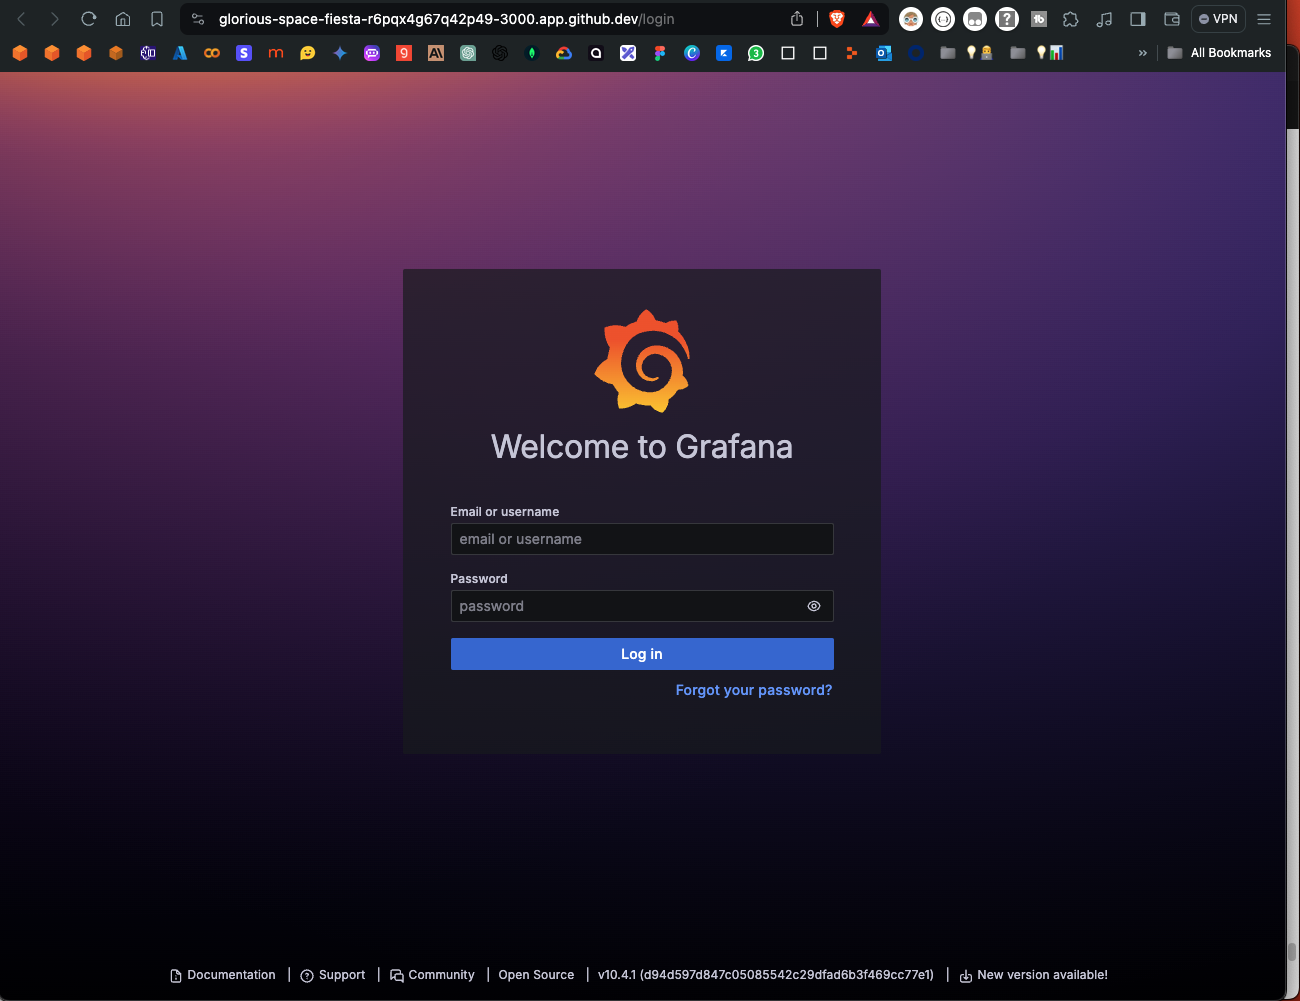 glorious-space-fiesta-r6pqx4g67q42p49-3000.app.github.dev/login
VPN
» All Bookmarks
Welcome to Grafana
Email or username
email or username
Password
password
Log in
Forgot your password?
Documentation | Support | Community | Open Source | v10.4.1 (d94d597d847c05085542c29dfad6b3f469cc77e1) | New version available!